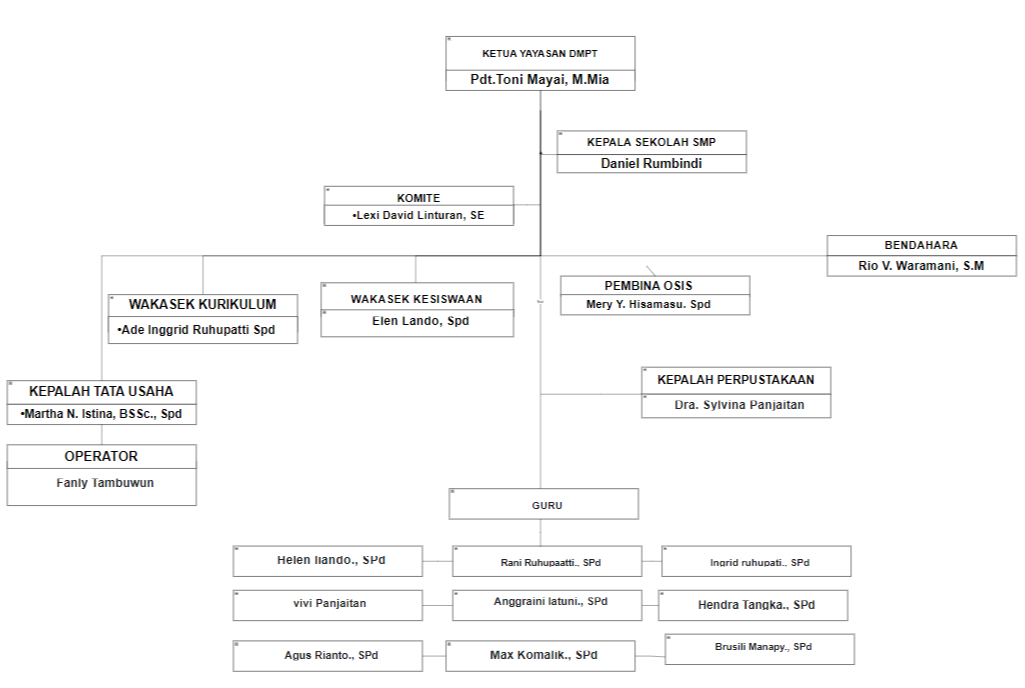 KETUA YAYASAN DMPT
Pdt.Toni Mayai, M.Mia
KEPALA SEKOLAH SMP
Daniel Rumbindi
KOMITE
•Lexi David Linturan, SE
BENDAHARA
Rio V. Waramani, S.M
WAKASEK KURIKULUM
•Ade Inggrid Ruhupatti Spd
WAKASEK KESISWAAN
Elen Lando, Spd
PEMBINA OSIS
Mery Y. Hisamasu. Spd
KEPALAH TATA USAHA
•Martha N. Istina, BSSc., Spd
OPERATOR
Fanly Tambuwun
KEPALAH PERPUSTAKAAN
Dra. Sylvina Panjaitan
GURU
Helen liando., SPd
Rani Ruhupaatti., SPd
Ingrid ruhupati., SPd
vivi Panjaitan
Anggraini latuni., SPd
Hendra Tangka., SPd
Agus Rianto., SPd
Max Komalik., SPd
Brusili Manapy., SPd